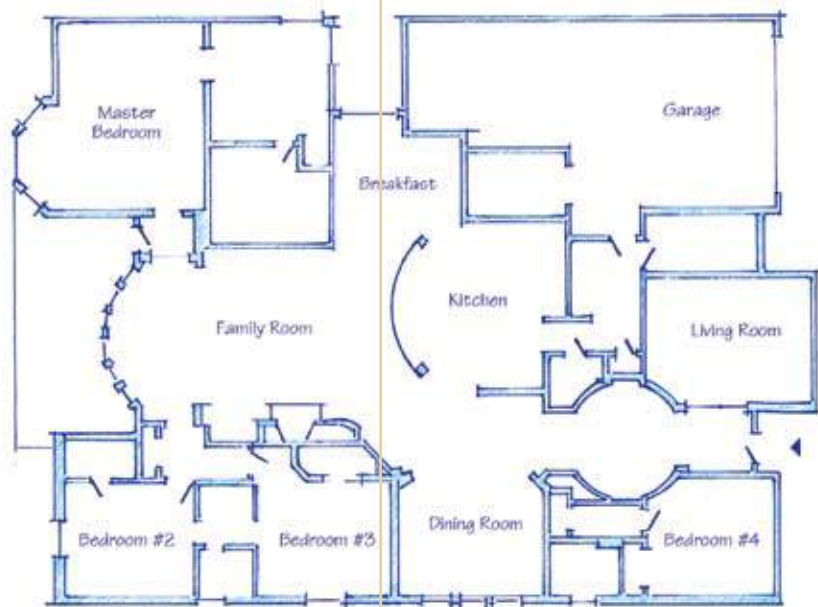 Master
Bedroom
Garage
Breakfast
Kitchen
Family Room
Living Room
Dining Room
Bedroom #2
Bedroom #3
Bedroom #4